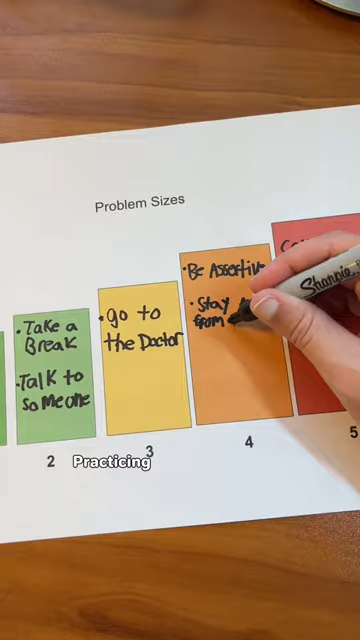 Problem Sizes
• Take a
Break
• Talk to
someone
2
• go to
the Doctor
3
• Be Assertive
• Stay
from
4
5
Sharpie
Practicing